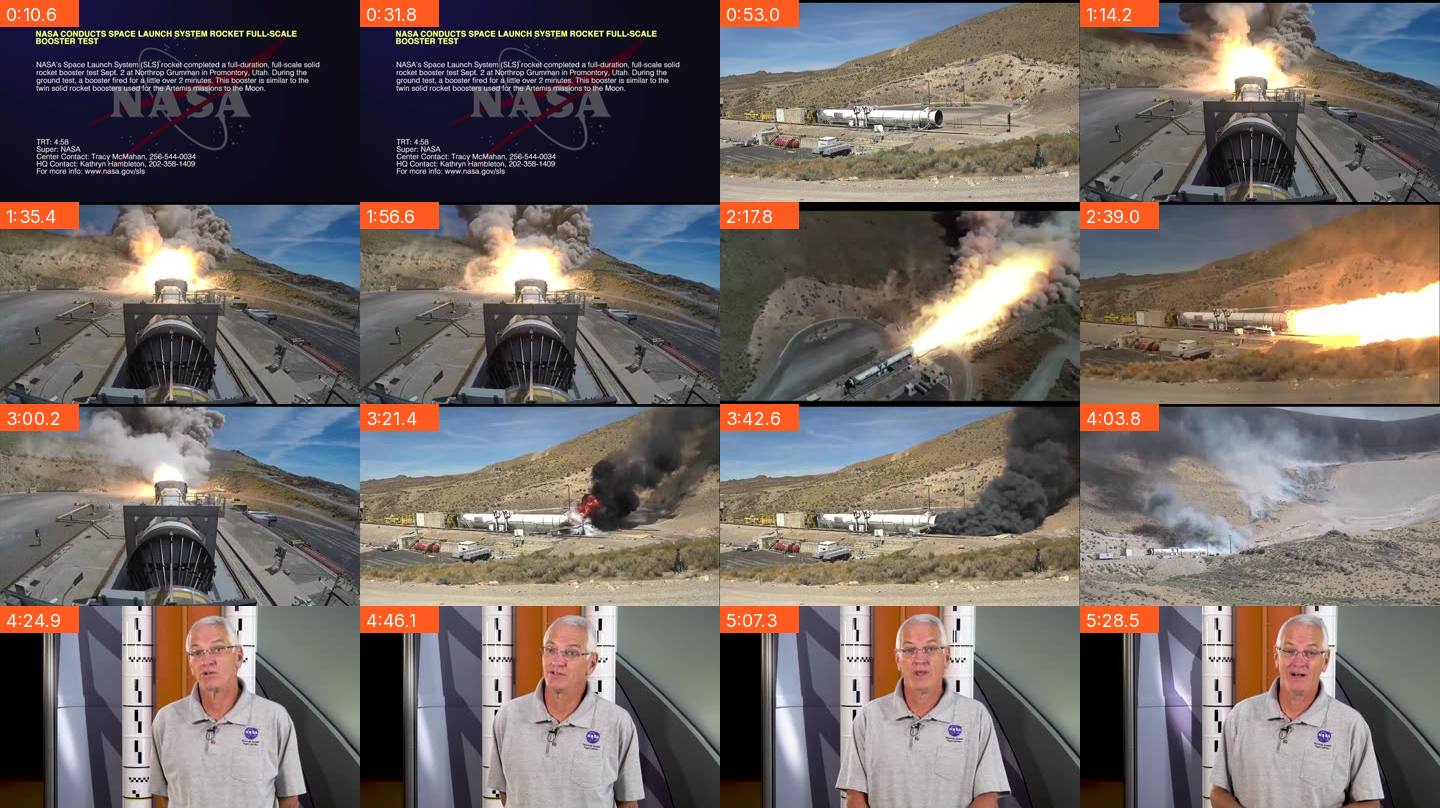 0:10.6
NASA CONDUCTS SPACE LAUNCH SYSTEM ROCKET FULL-SCALE
BOOSTER TEST
NASA's Space Launch System (SLS) rocket completed a full-duration, full-scale solid
rocket booster test Sept. 2 at Northrop Grumman in Promontory, Utah. During the
ground test, a booster fired for a little over 2 minutes. This booster is similar to the
twin solid rocket boosters used for the Artemis missions to the Moon.
NASA
TRT: 4:58
Super: NASA
Center Contact: Tracy McMahan, 256-544-0034
HQ Contact: Kathryn Hambleton, 202-358-1409
For more info: www.nasa.gov/sls
0:31.8
NASA CONDUCTS SPACE LAUNCH SYSTEM ROCKET FULL-SCALE
BOOSTER TEST
NASA's Space Launch System (SLS) rocket completed a full-duration, full-scale solid
rocket booster test Sept. 2 at Northrop Grumman in Promontory, Utah. During the
ground test, a booster fired for a little over 2 minutes. This booster is similar to the
twin solid rocket boosters used for the Artemis missions to the Moon.
NASA
TRT: 4:58
Super: NASA
Center Contact: Tracy McMahan, 256-544-0034
HQ Contact: Kathryn Hambleton, 202-358-1409
For more info: www.nasa.gov/sls
0:53.0
1:14.2
1:35.4
1:56.6
2:17.8
2:39.0
3:00.2
3:21.4
3:42.6
4:03.8
4:24.9
NASA
4:46.1
NASA
5:07.3
NASA
5:28.5
NASA